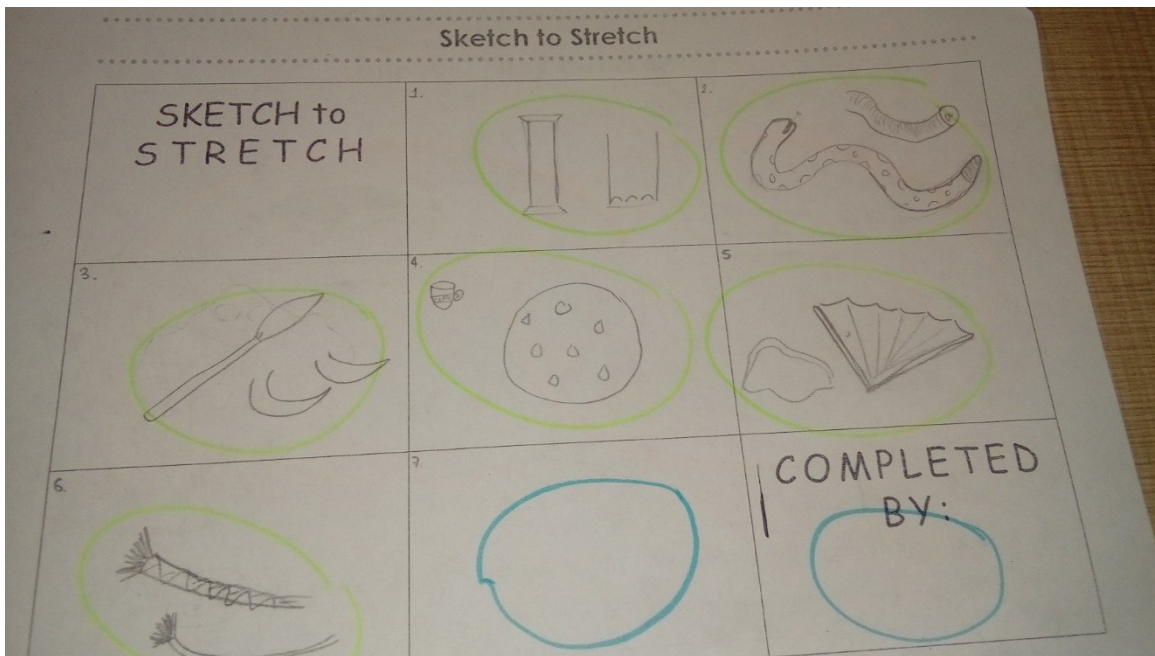 Sketch to Stretch
SKETCH to
STRETCH
1.
2.
3.
4.
5
6.
7
COMPLETED
BY: